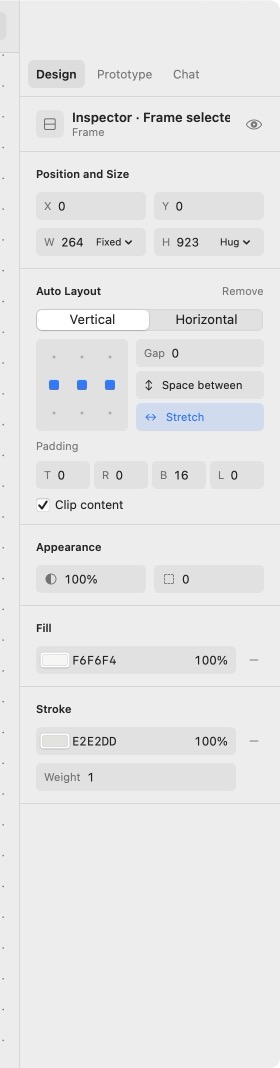 Design Prototype Chat
Inspector · Frame selecte
Frame
Position and Size
X 0 Y 0
W 264 Fixed H 923 Hug
Auto Layout Remove
Vertical Horizontal
Gap 0
Space between
Stretch
Padding
T 0 R 0 B 16 L 0
Clip content
Appearance
100% 0
Fill
F6F6F4 100%
Stroke
E2E2DD 100%
Weight 1